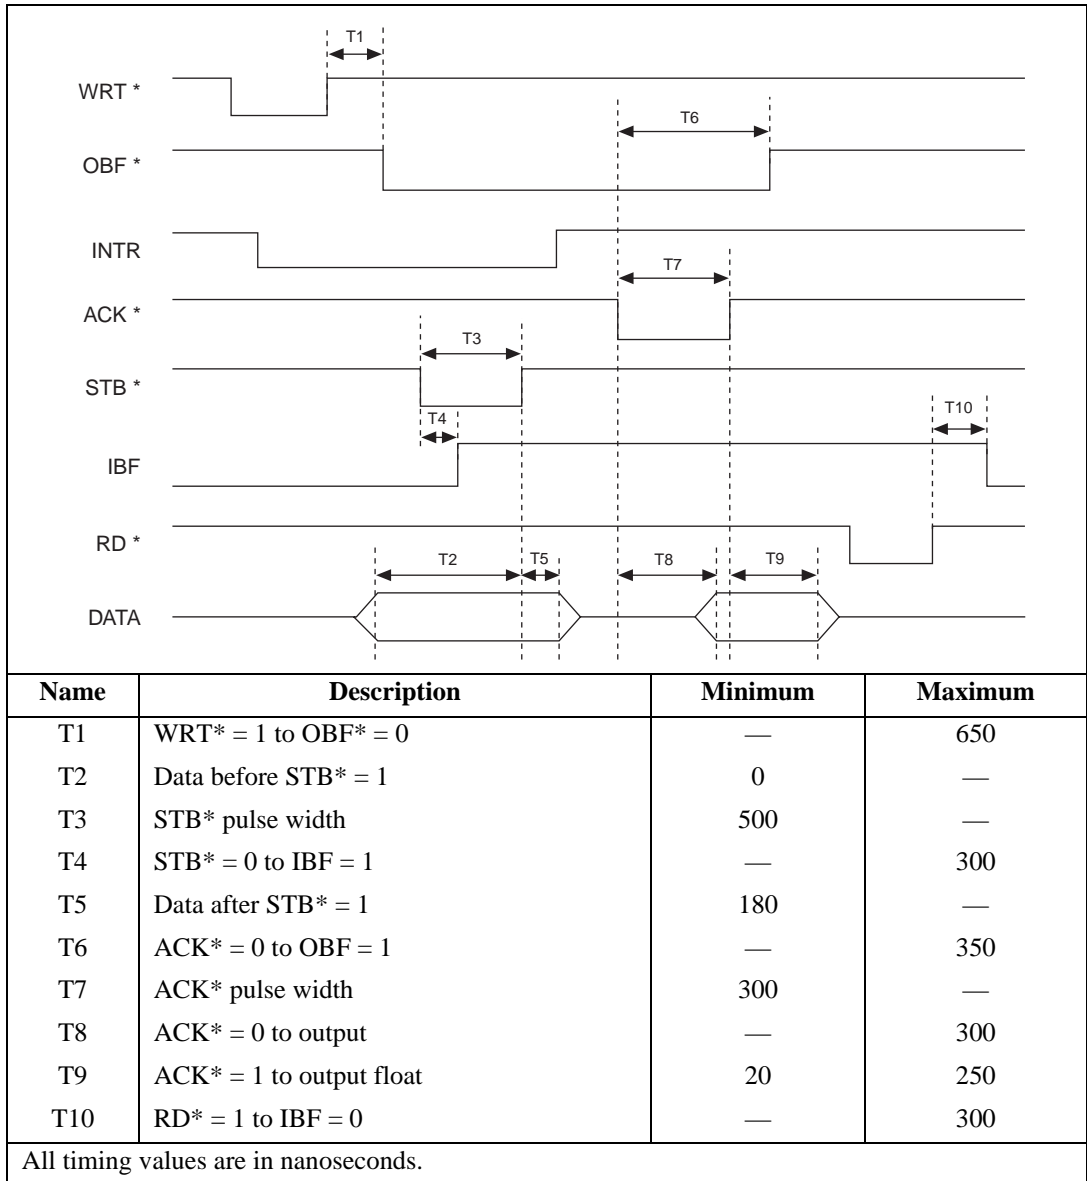 T1
WRT *
T6
OBF *
INTR
T7
ACK *
T3
STB *
T4
T10
IBF
RD *
T2 T5 T8 T9
DATA
Name Description Minimum Maximum
T1 WRT* = 1 to OBF* = 0 — 650
T2 Data before STB* = 1 0 —
T3 STB* pulse width 500 —
T4 STB* = 0 to IBF = 1 — 300
T5 Data after STB* = 1 180 —
T6 ACK* = 0 to OBF = 1 — 350
T7 ACK* pulse width 300 —
T8 ACK* = 0 to output — 300
T9 ACK* = 1 to output float 20 250
T10 RD* = 1 to IBF = 0 — 300
All timing values are in nanoseconds.